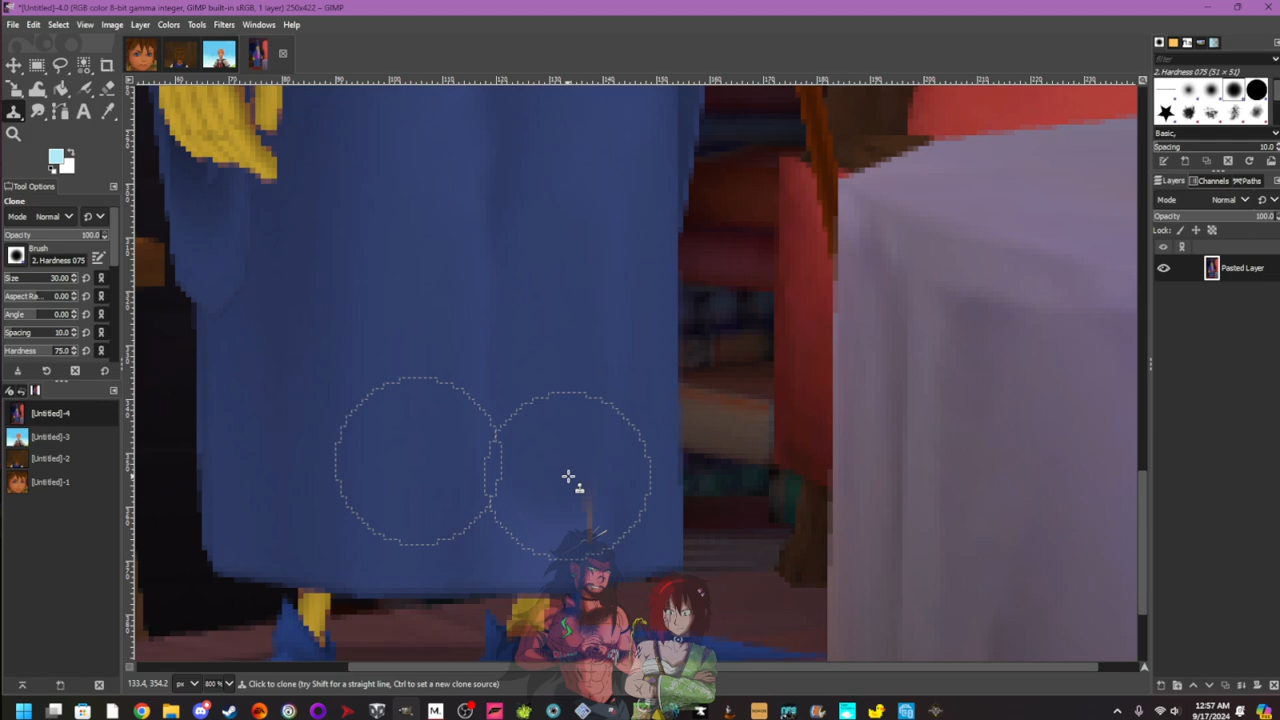 *[Untitled]-4.0 (RGB color 8-bit gamma integer, GIMP built-in sRGB, 1 layer) 250x422 – GIMP
File Edit Select View Image Layer Colors Tools Filters Windows Help
filter
2. Hardness 075 (51 × 51)
Basic,
Spacing 10.0
Tool Options
Clone
Mode Normal
Opacity 100.0
Brush
2. Hardness 075
Size 30.00
Aspect Ra... 0.00
Angle 0.00
Spacing 10.0
Hardness 75.0
[Untitled]-4
[Untitled]-3
[Untitled]-2
[Untitled]-1
Layers Channels Paths
Mode Normal
Opacity 100.0
Lock:
Pasted Layer
133.4, 354.2 px 800 % Click to clone (try Shift for a straight line, Ctrl to set a new clone source)
12:57 AM
9/17/2024